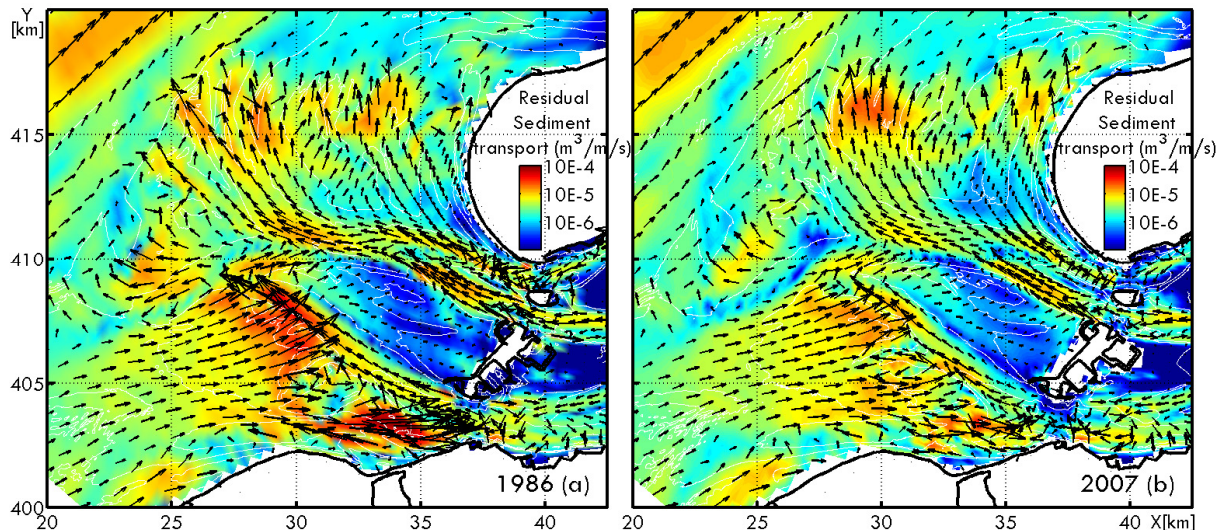 Y
[km]
415
410
405
400
20
25
30
35
40
1986 (a)
Residual
Sediment
transport (m³/m/s)
10E-4
10E-5
10E-6
20
25
30
35
X[km]
40
2007 (b)
Residual
Sediment
transport (m³/m/s)
10E-4
10E-5
10E-6